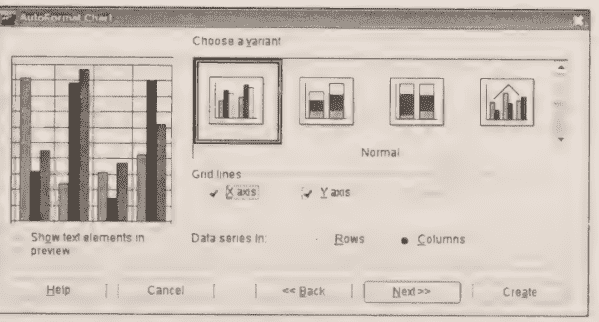 AutoFormat Chart
Choose a variant
Normal
Grid lines
X axis Y axis
Show text elements in
preview
Data series in: Rows Columns
Help Cancel << Back Next >> Create